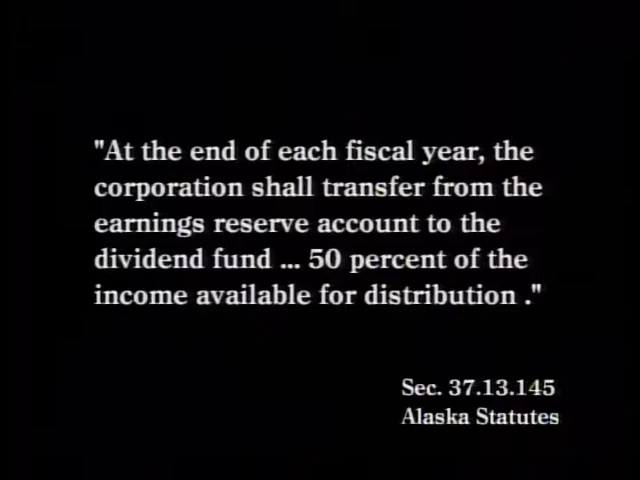 "At the end of each fiscal year, the
corporation shall transfer from the
earnings reserve account to the
dividend fund ... 50 percent of the
income available for distribution ."
Sec. 37.13.145
Alaska Statutes